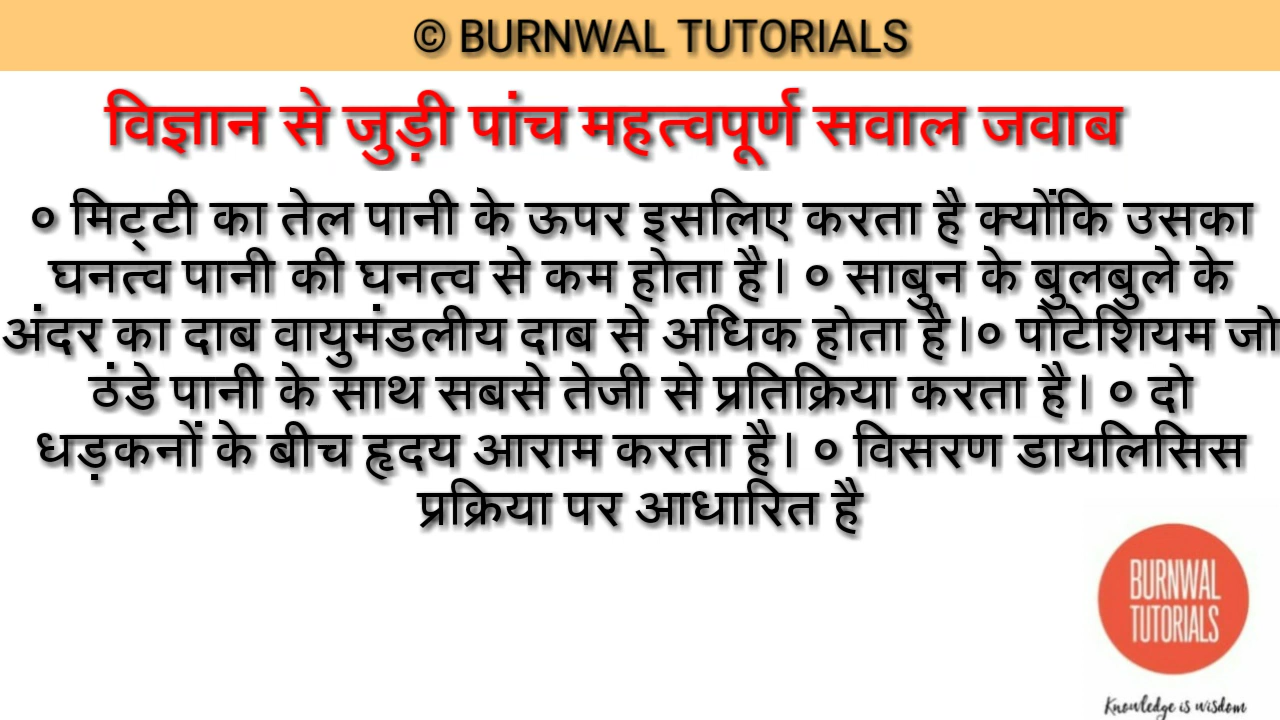 © BURNWAL TUTORIALS
विज्ञान से जुड़ी पांच महत्वपूर्ण सवाल जवाब
० मिट्टी का तेल पानी के ऊपर इसलिए करता है क्योंकि उसका
घनत्व पानी की घनत्व से कम होता है। ० साबुन के बुलबुले के
अंदर का दाब वायुमंडलीय दाब से अधिक होता है।० पोटेशियम जो
ठंडे पानी के साथ सबसे तेजी से प्रतिक्रिया करता है। ० दो
धड़कनों के बीच हृदय आराम करता है। ० विसरण डायलिसिस
प्रक्रिया पर आधारित है
BURNWAL
TUTORIALS
Knowledge is wisdom